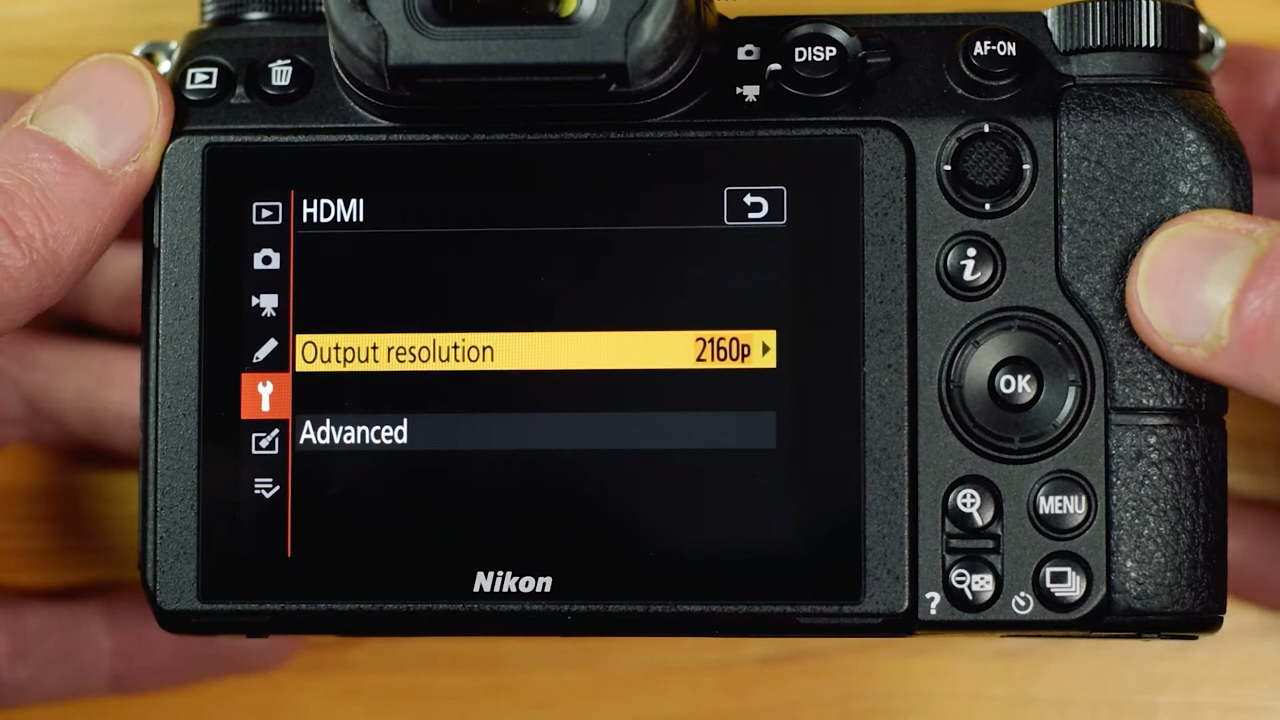 DISP
AF-ON
HDMI
i
Output resolution 2160p
OK
Advanced
MENU
Nikon
?